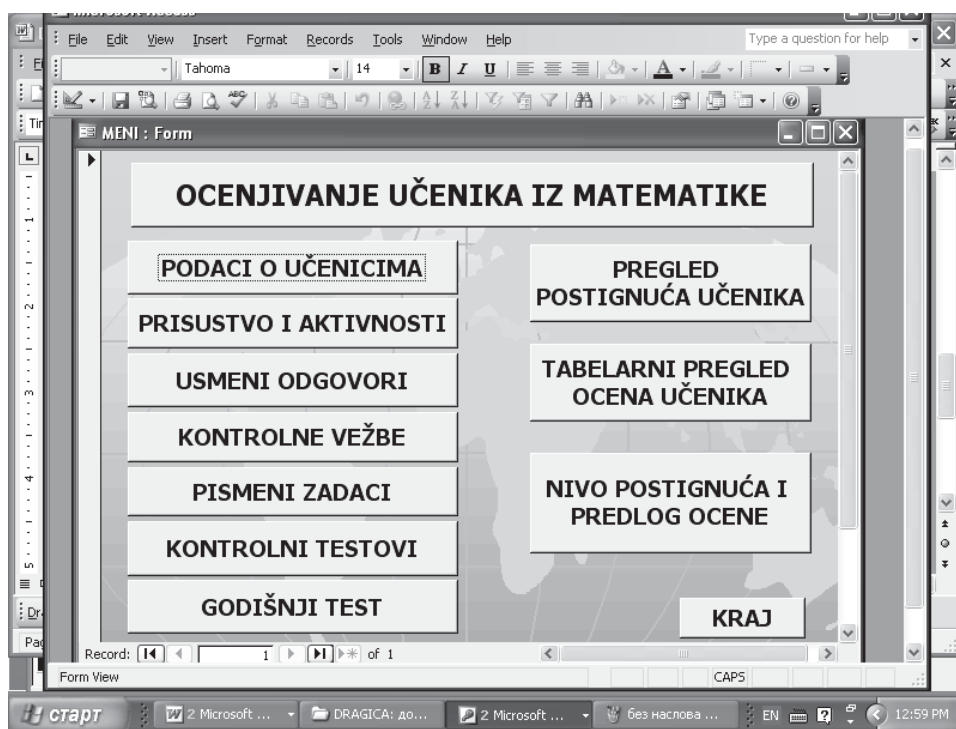 File Edit View Insert Format Records Tools Window Help Type a question for help
Tahoma 14 B I U A
MENI : Form
OCENJIVANJE UČENIKA IZ MATEMATIKE
PODACI O UČENICIMA
PRISUSTVO I AKTIVNOSTI
USMENI ODGOVORI
KONTROLNE VEŽBE
PISMENI ZADACI
KONTROLNI TESTOVI
GODIŠNJI TEST
PREGLED
POSTIGNUĆA UČENIKA
TABELARNI PREGLED
OCENA UČENIKA
NIVO POSTIGNUĆA I
PREDLOG OCENE
KRAJ
Record: 1 of 1
Form View CAPS
старт 2 Microsoft ... DRAGICA: до... 2 Microsoft ... без наслова ... EN 12:59 PM